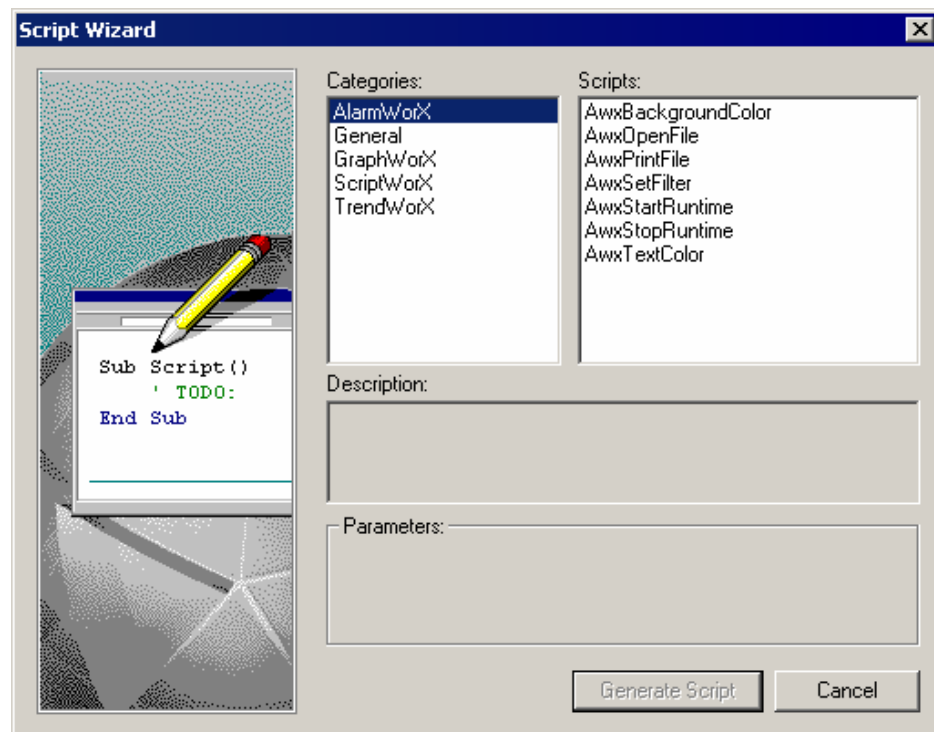 Script Wizard
Categories:
AlarmWorX
General
GraphWorX
ScriptWorX
TrendWorX
Scripts:
AwxBackgroundColor
AwxOpenFile
AwxPrintFile
AwxSetFilter
AwxStartRuntime
AwxStopRuntime
AwxTextColor
Sub Script()
' TODO:
End Sub
Description:
Parameters:
Generate Script
Cancel